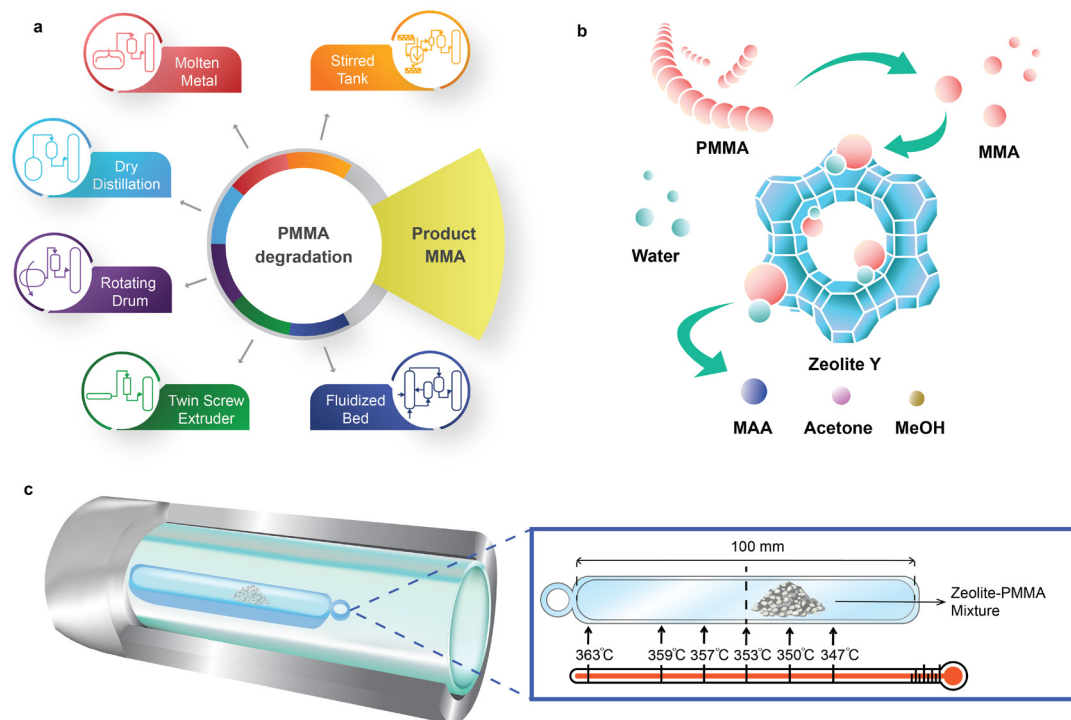 a
Molten
Metal
Stirred
Tank
Dry
Distillation
Rotating
Drum
Twin Screw
Extruder
Fluidized
Bed
PMMA
degradation
Product
MMA
b
PMMA
MMA
Water
Zeolite Y
MAA
Acetone
MeOH
c
100 mm
Zeolite-PMMA
Mixture
363℃
359℃
357℃
353℃
350℃
347℃